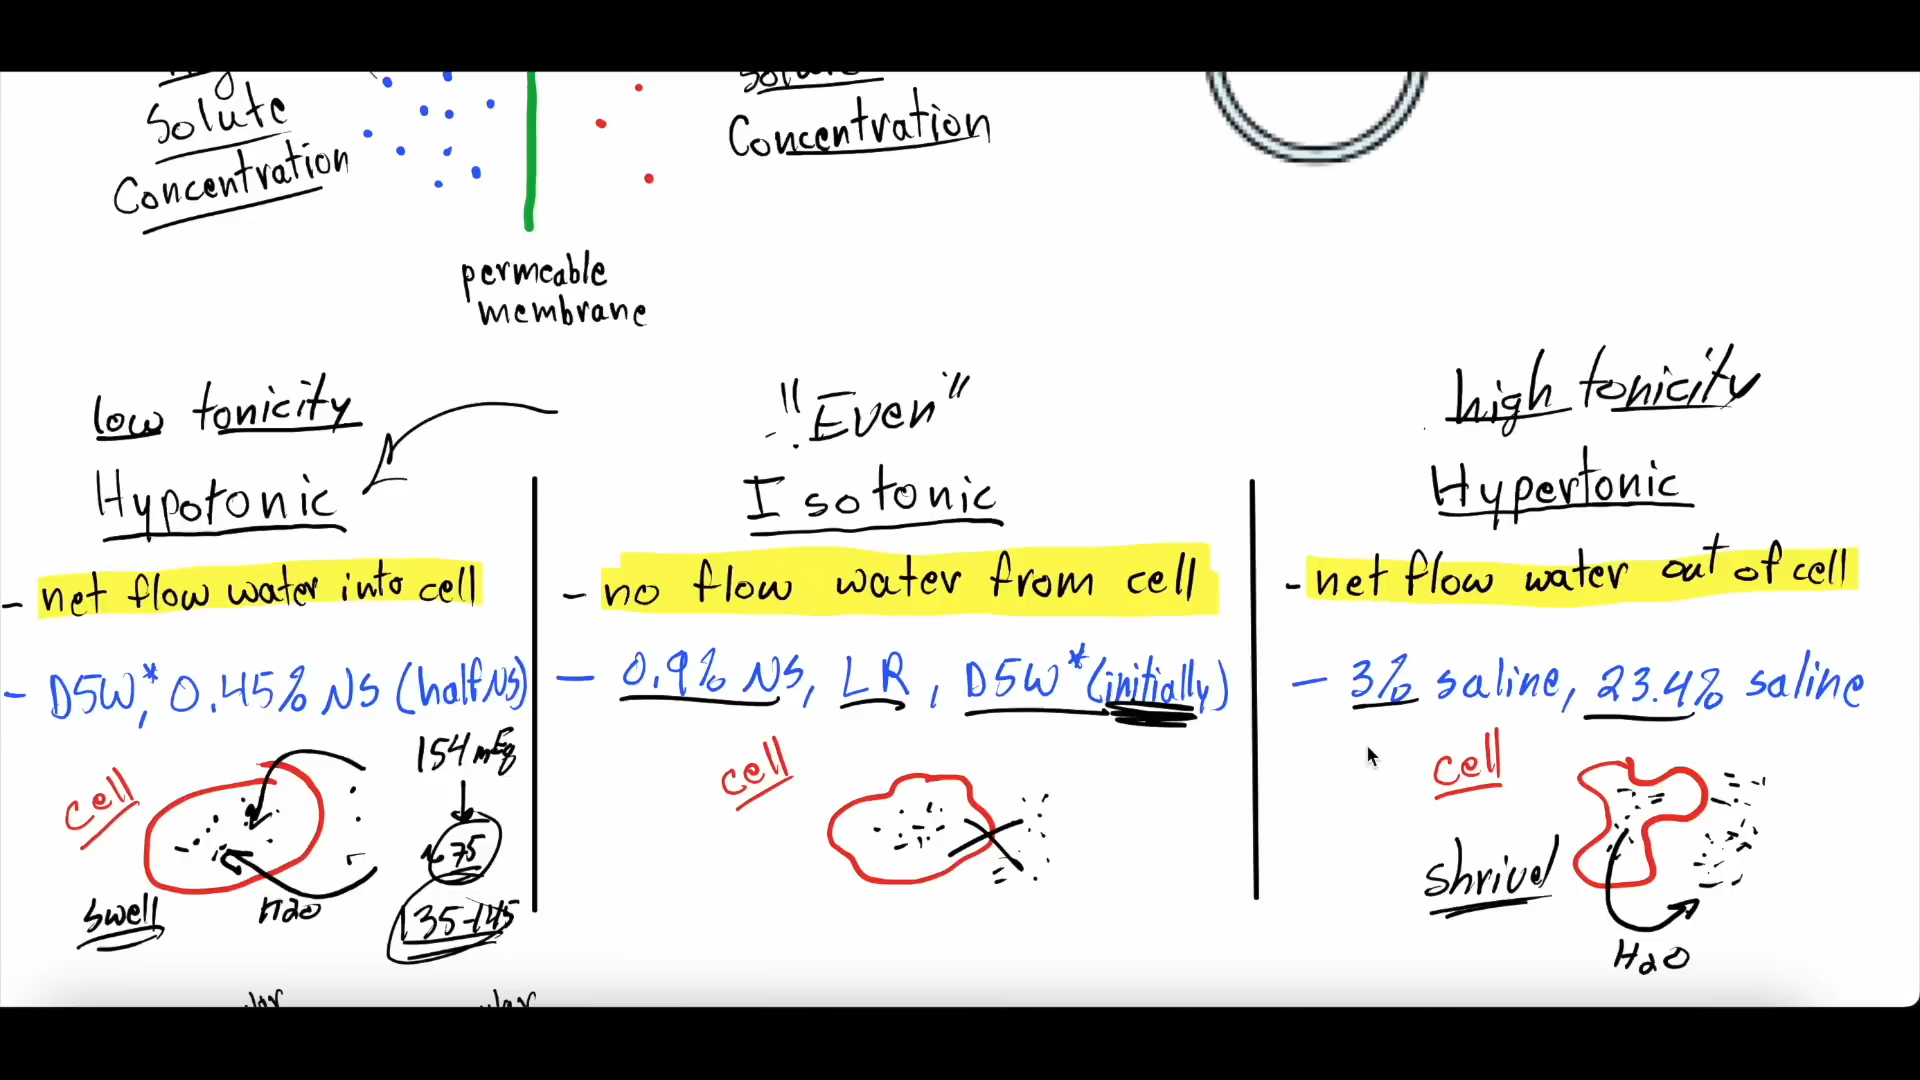 Solute
Concentration
Solute
Concentration
permeable
membrane
low tonicity
Hypotonic
- net flow water into cell
- D5W*, 0.45% NS (half NS)
cell
154 mEq
~75
135-145
swell
H2O
"Even"
Isotonic
- no flow water from cell
- 0.9% NS, LR, D5W* (initially)
cell
high tonicity
Hypertonic
- net flow water out of cell
- 3% saline, 23.4% saline
cell
shrivel
H2O